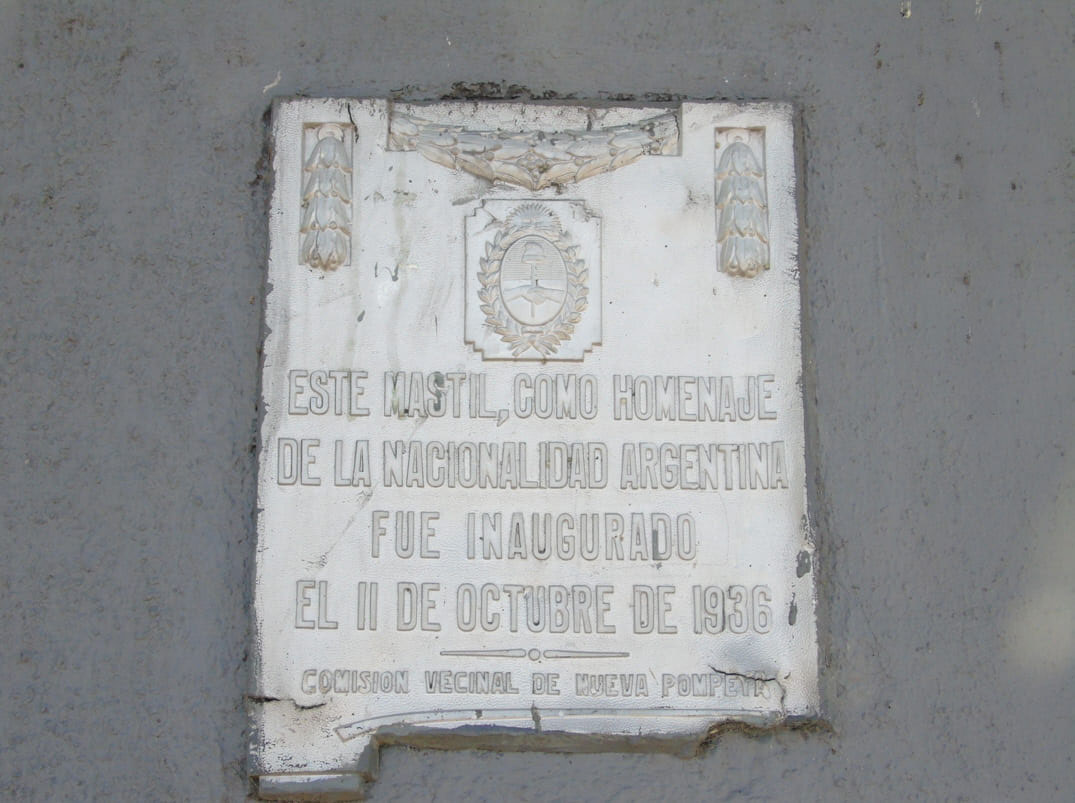 ESTE MASTIL, COMO HOMENAJE
DE LA NACIONALIDAD ARGENTINA
FUE INAUGURADO
EL 11 DE OCTUBRE DE 1936
COMISION VECINAL DE NUEVA POMPEYA